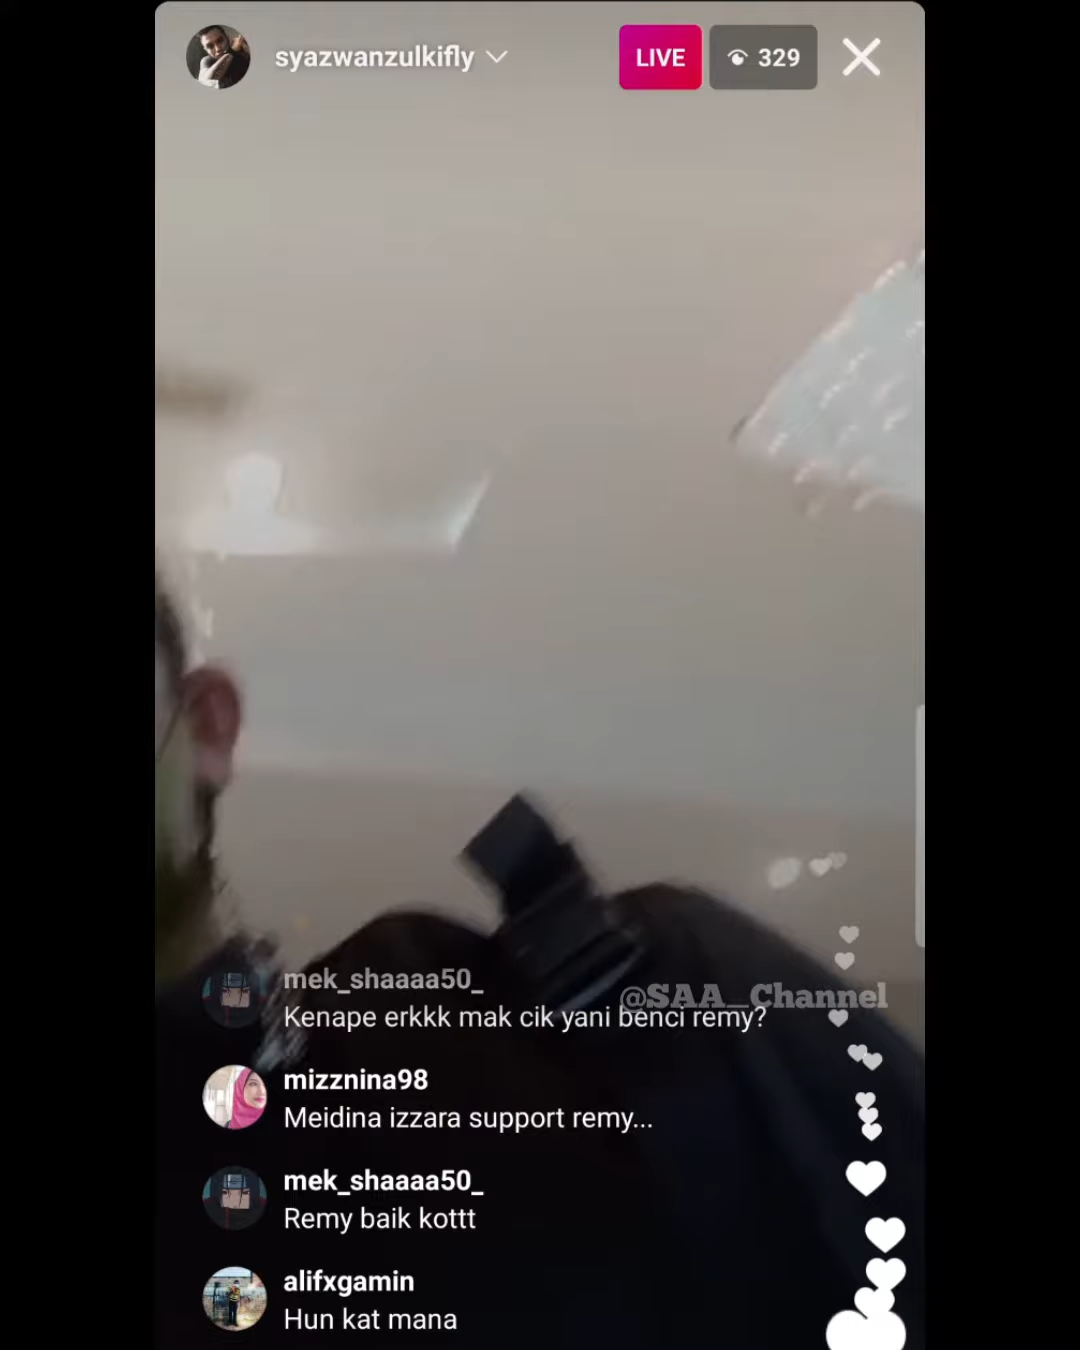 syazwanzulkifly
LIVE
329
mek_shaaaa50_
@SAA_Channel
Kenape erkkk mak cik yani benci remy?
mizznina98
Meidina izzara support remy...
mek_shaaaa50_
Remy baik kottt
alifxgamin
Hun kat mana